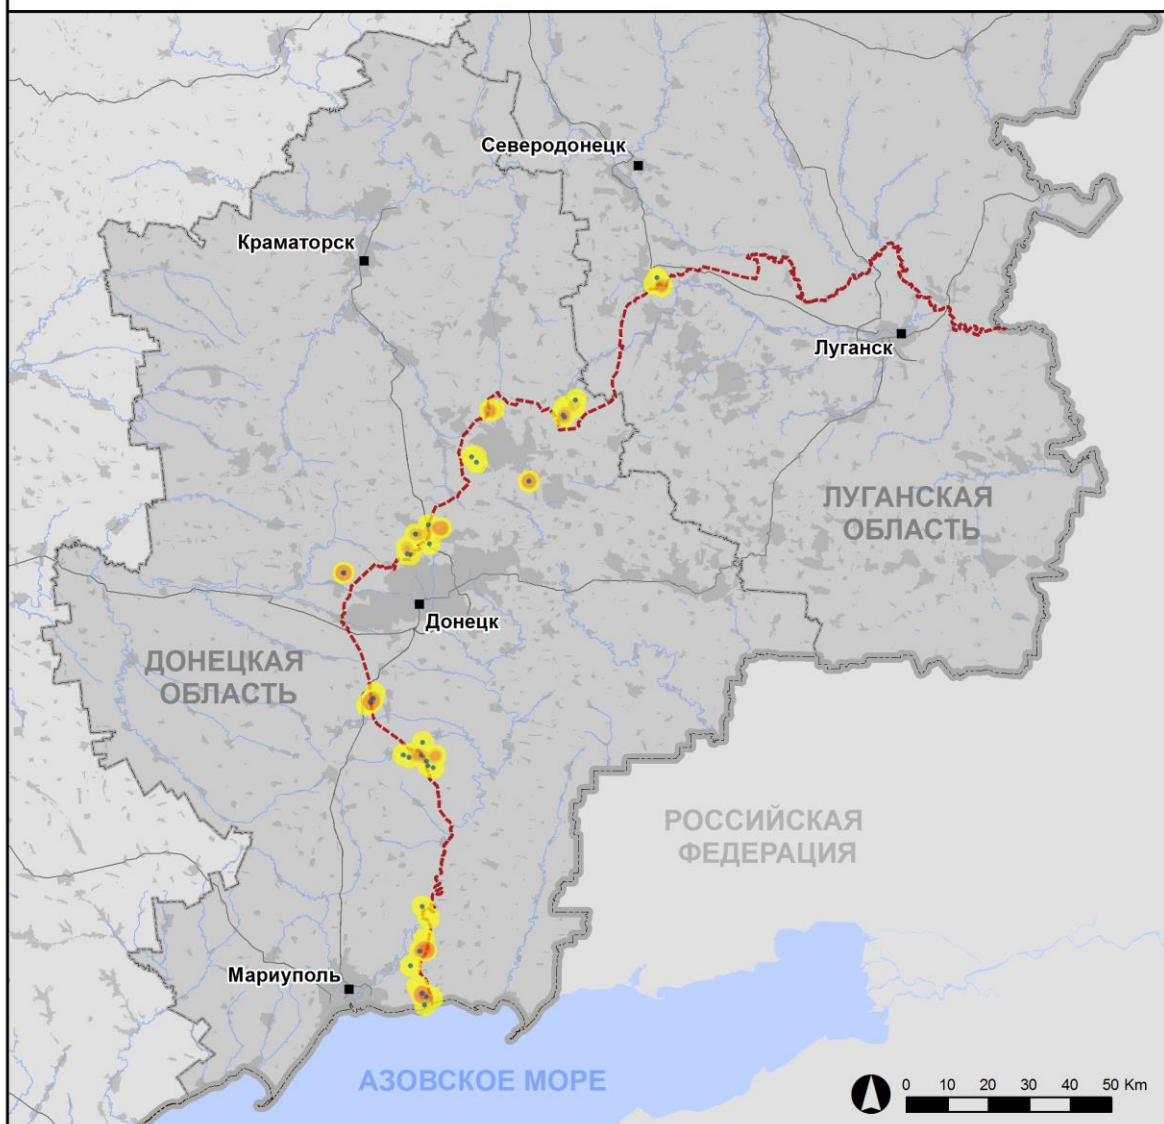 Северодонецк
Краматорск
Луганск
ЛУГАНСКАЯ
ОБЛАСТЬ
Донецк
ДОНЕЦКАЯ
ОБЛАСТЬ
РОССИЙСКАЯ
ФЕДЕРАЦИЯ
Мариуполь
АЗОВСКОЕ МОРЕ
0 10 20 30 40 50 Km